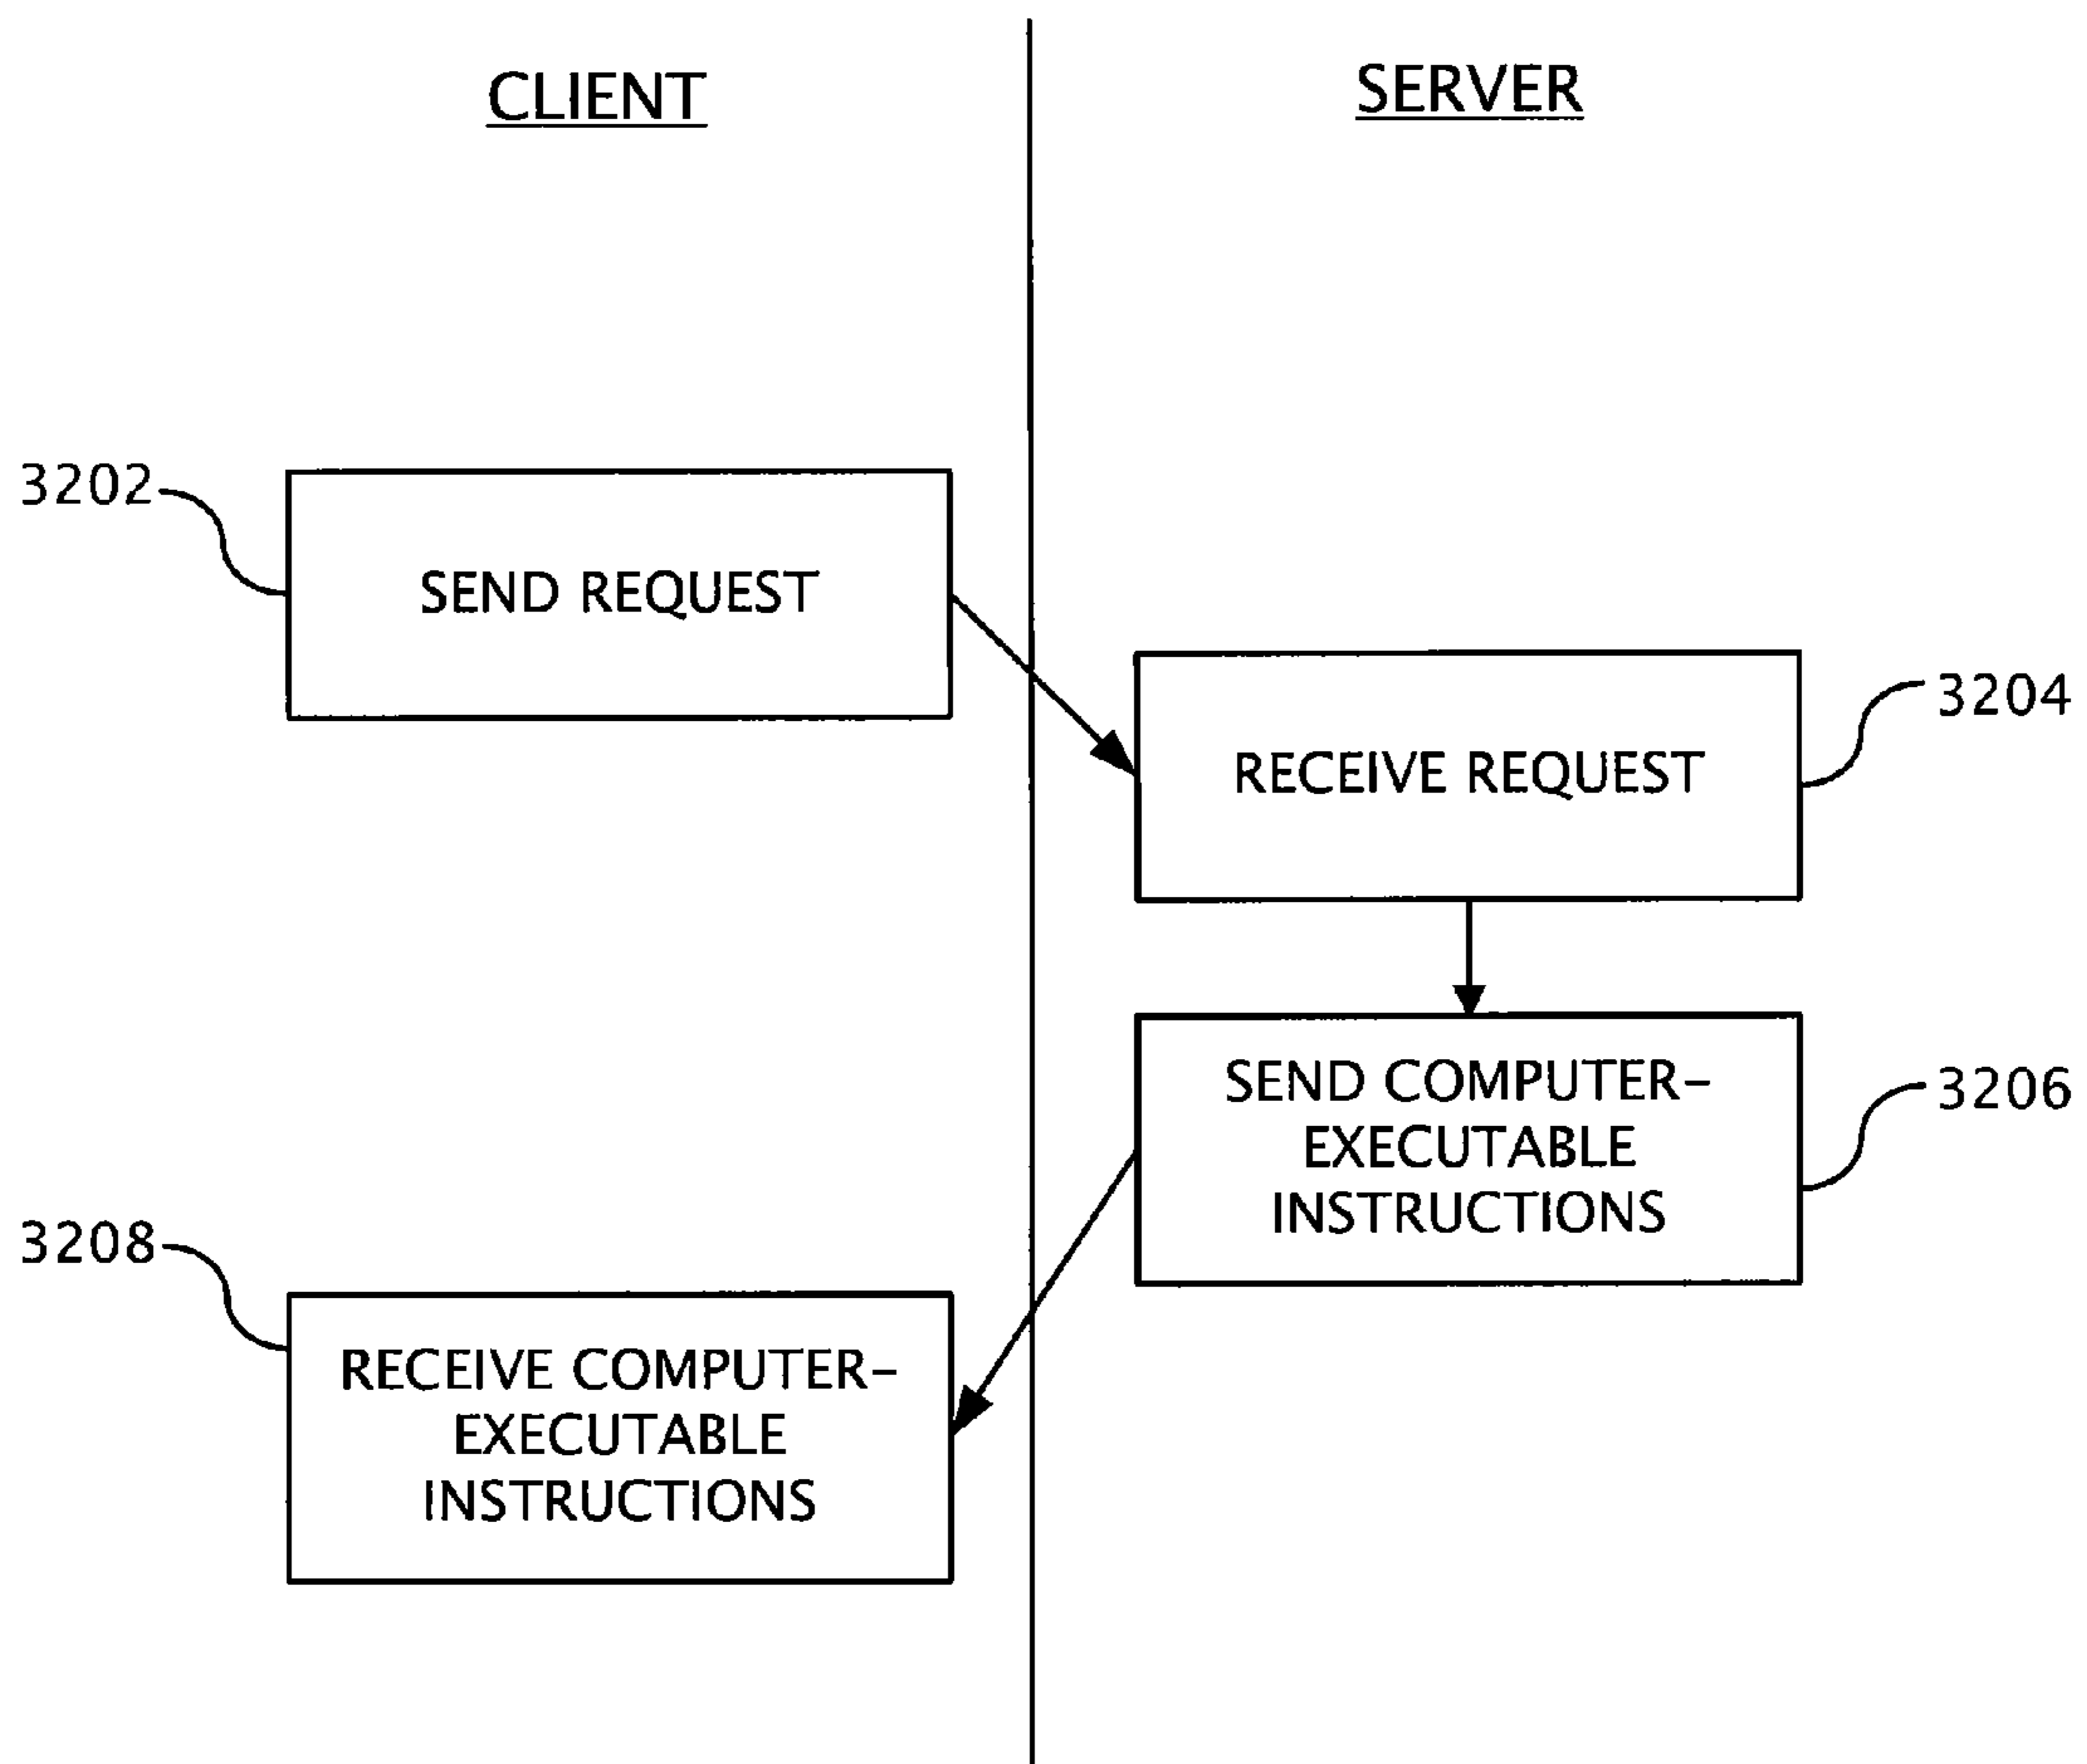 CLIENT
SERVER
3202
SEND REQUEST
3204
RECEIVE REQUEST
SEND COMPUTER-
EXECUTABLE
INSTRUCTIONS
3206
3208
RECEIVE COMPUTER-
EXECUTABLE
INSTRUCTIONS